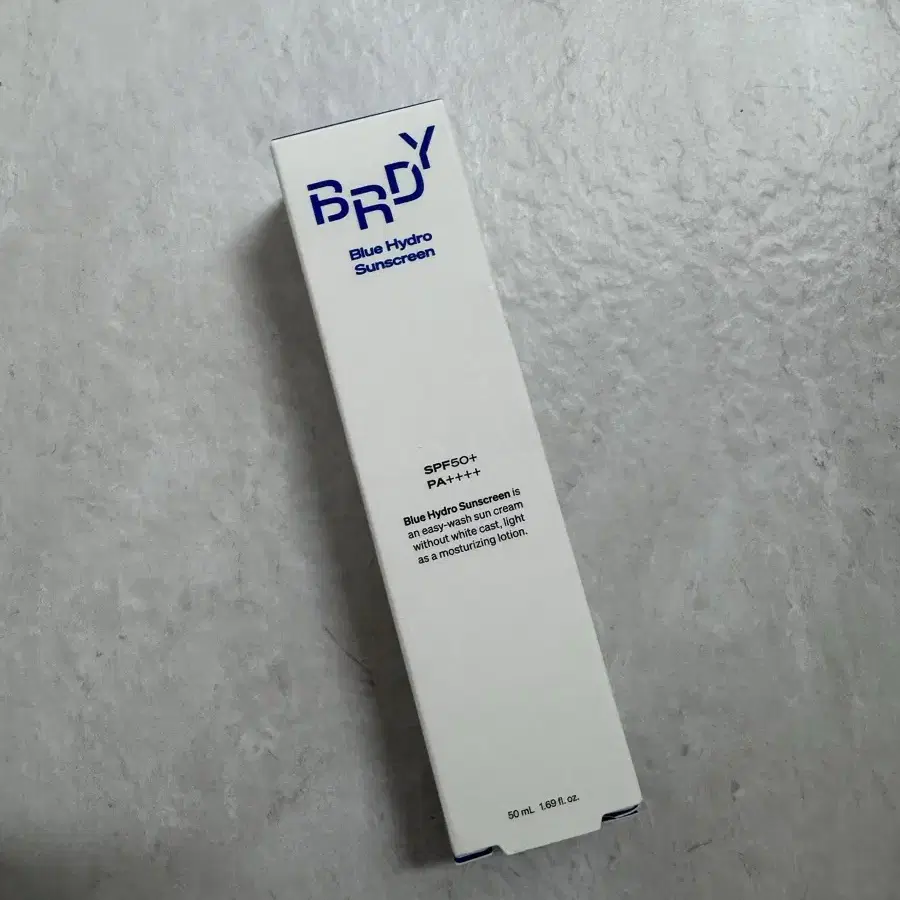 BRDY
Blue Hydro
Sunscreen
SPF50+
PA++++
Blue Hydro Sunscreen is
an easy-wash sun cream
without white cast, light
as a mosturizing lotion.
50 mL 1.69 fl. oz.